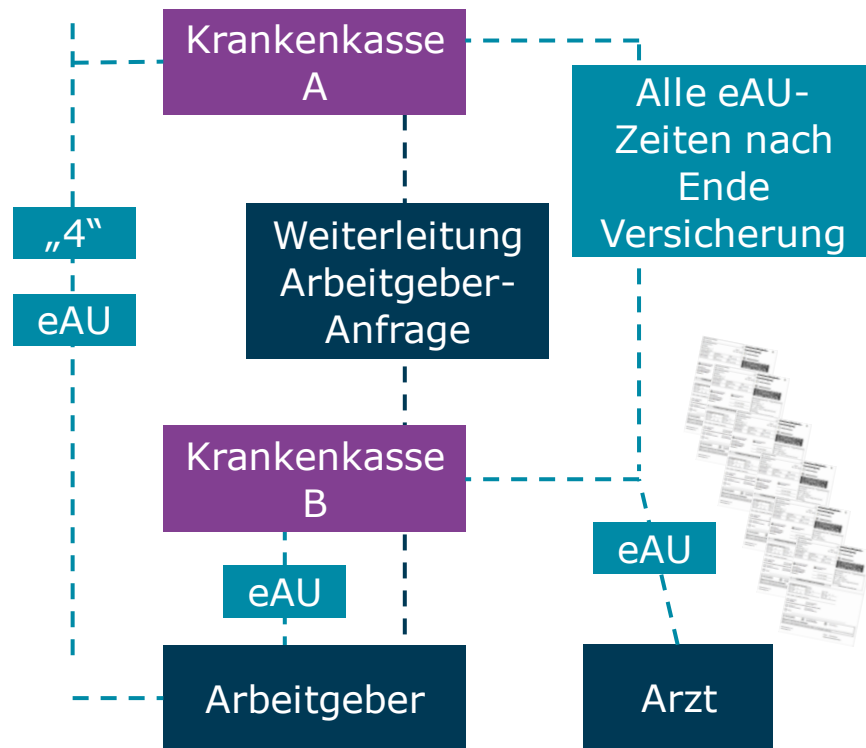 Krankenkasse
A
Alle eAU-
Zeiten nach
Ende
Versicherung
„4“
eAU
Weiterleitung
Arbeitgeber-
Anfrage
Krankenkasse
B
eAU
eAU
Arbeitgeber
Arzt